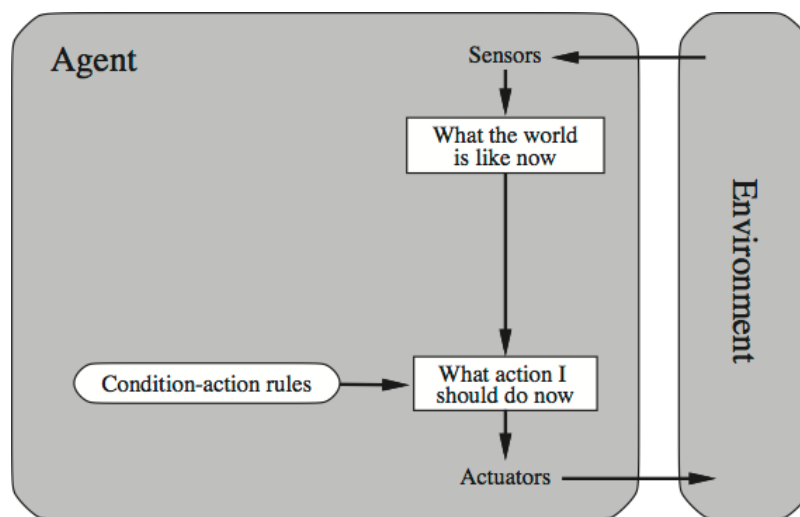 Agent
Sensors
What the world
is like now
Environment
Condition-action rules
What action I
should do now
Actuators